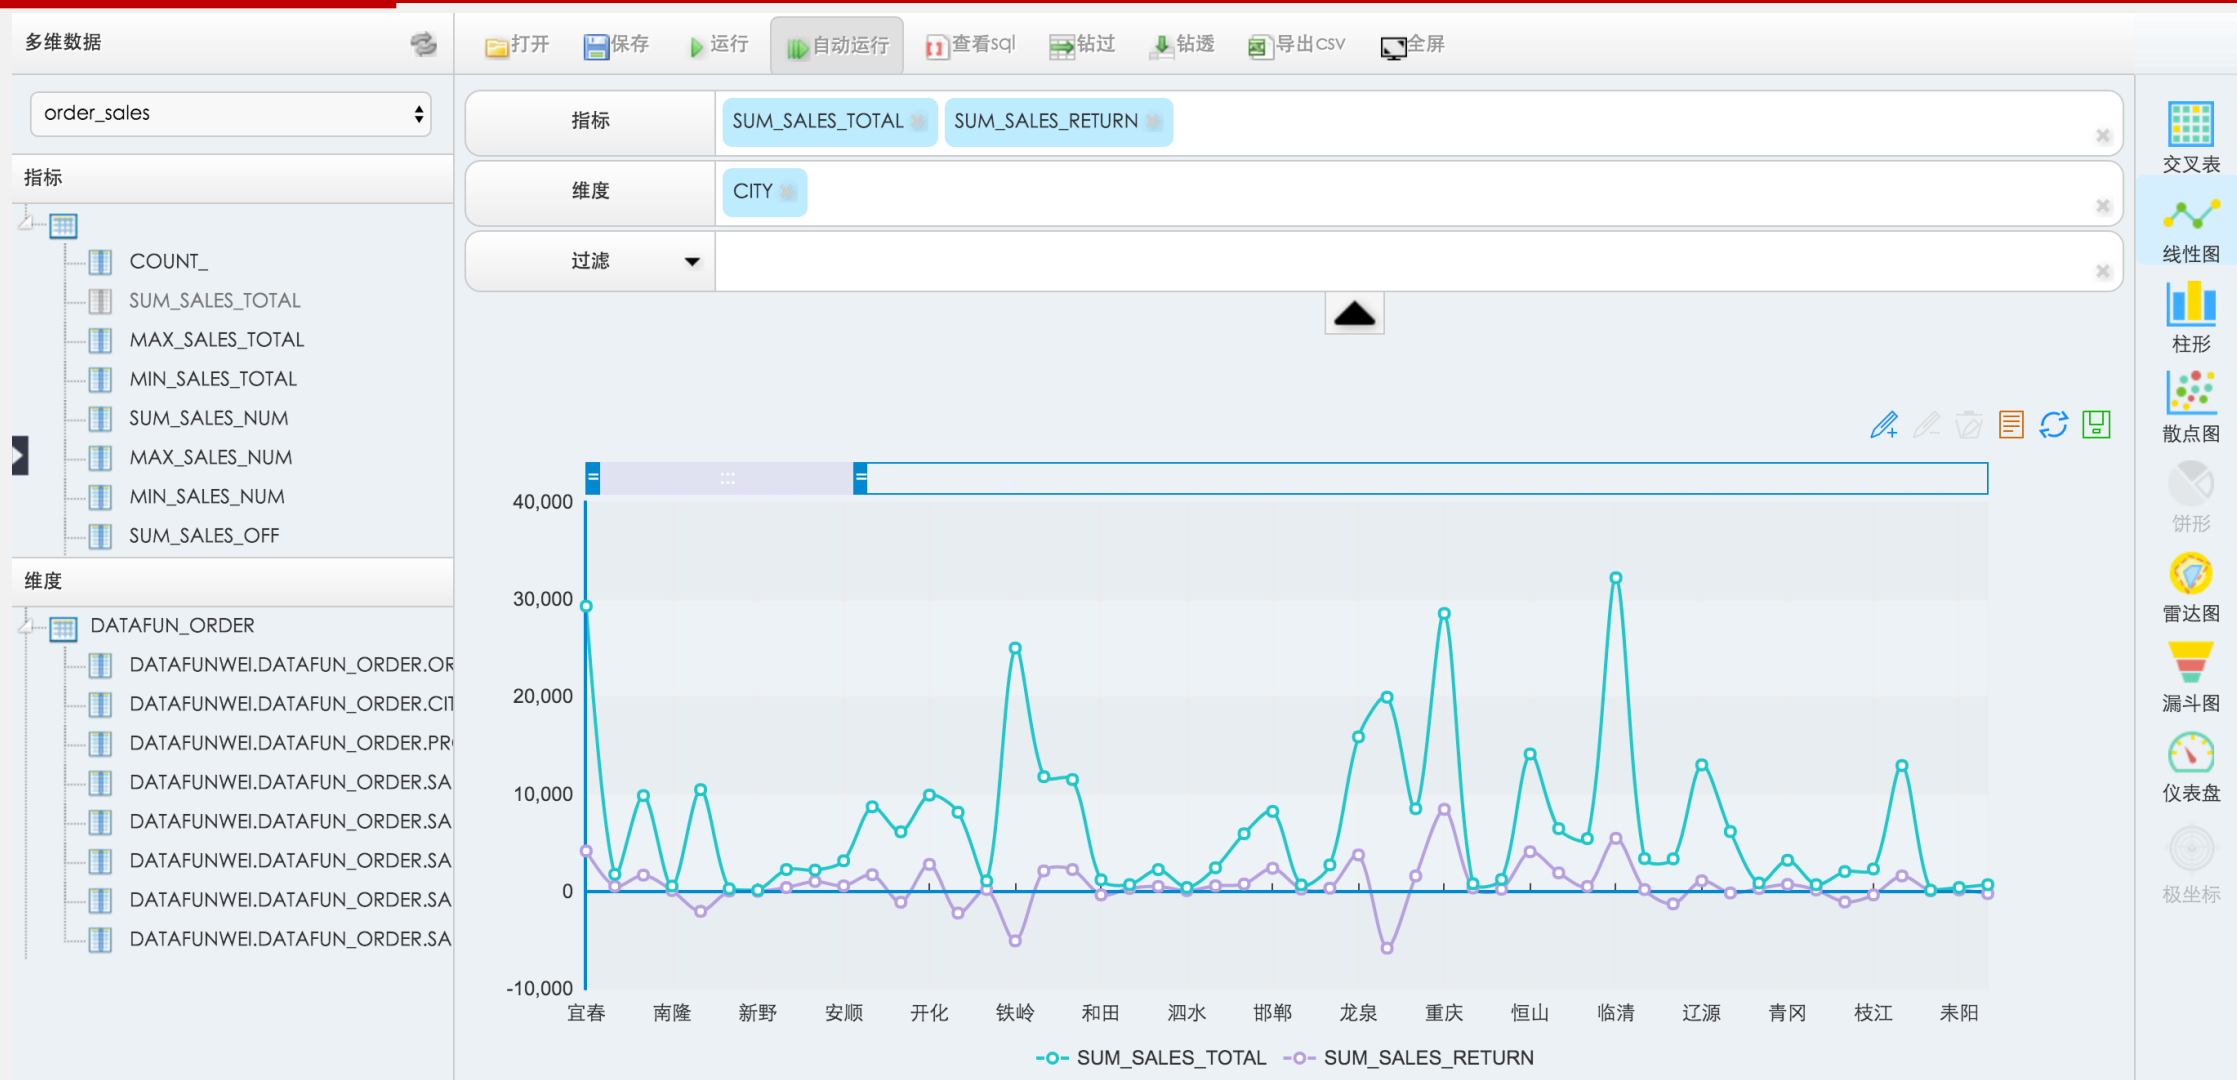 多维数据
打开 保存 运行 自动运行 查看sql 钻过 钻透 导出CSV 全屏
order_sales
指标
COUNT_
SUM_SALES_TOTAL
MAX_SALES_TOTAL
MIN_SALES_TOTAL
SUM_SALES_NUM
MAX_SALES_NUM
MIN_SALES_NUM
SUM_SALES_OFF
维度
DATAFUN_ORDER
DATAFUNWEI.DATAFUN_ORDER.OR
DATAFUNWEI.DATAFUN_ORDER.CIT
DATAFUNWEI.DATAFUN_ORDER.PR
DATAFUNWEI.DATAFUN_ORDER.SA
DATAFUNWEI.DATAFUN_ORDER.SA
DATAFUNWEI.DATAFUN_ORDER.SA
DATAFUNWEI.DATAFUN_ORDER.SA
DATAFUNWEI.DATAFUN_ORDER.SA
指标 SUM_SALES_TOTAL SUM_SALES_RETURN
维度 CITY
过滤
40,000
30,000
20,000
10,000
0
-10,000
宜春 南隆 新野 安顺 开化 铁岭 和田 泗水 邯郸 龙泉 重庆 恒山 临清 辽源 青冈 枝江 耒阳
SUM_SALES_TOTAL SUM_SALES_RETURN
交叉表
线性图
柱形
散点图
饼形
雷达图
漏斗图
仪表盘
极坐标